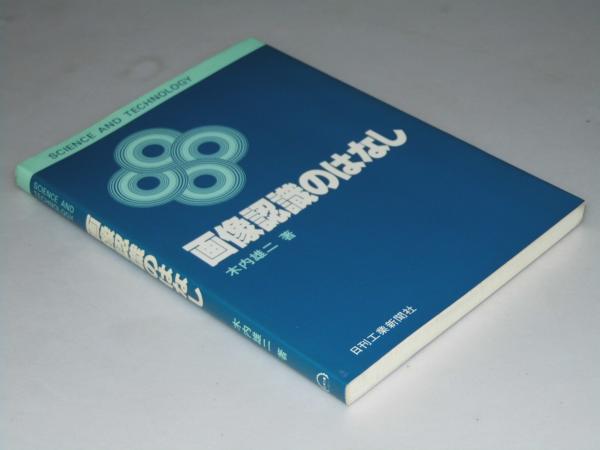 SCIENCE AND TECHNOLOGY
画像認識のはなし
木内雄二 著
日刊工業新聞社
SCIENCE AND
TECHNOLOGY
画像認識のはなし
木内雄二 著